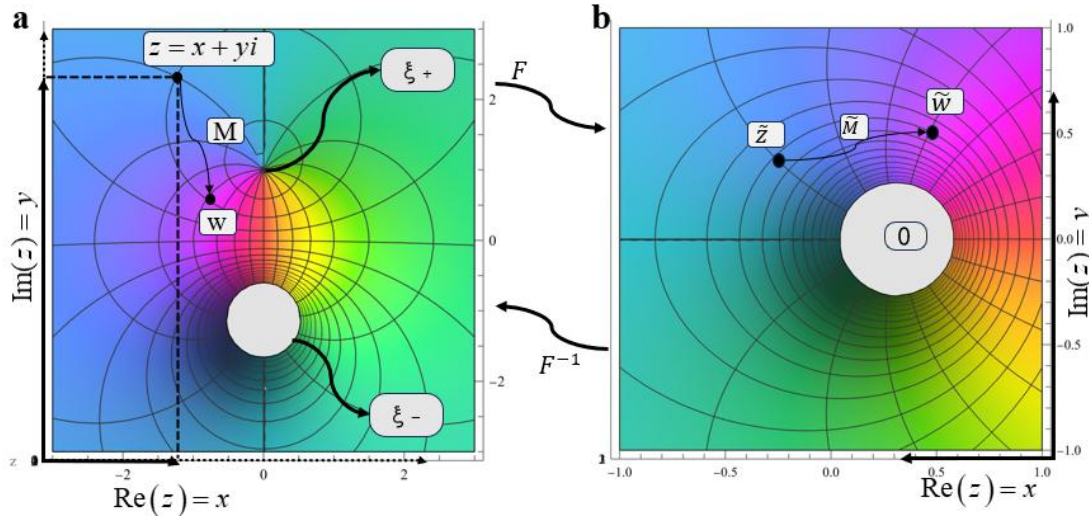 a
z = x + yi
ξ +
M
w
ξ −
Im(z) = y
2
0
-2
z
-2
0
2
Re(z) = x
F
F⁻¹
b
z̃
M̃
w̃
0
1.0
0.5
0.0
-0.5
-1.0
Im(z) = y
-1.0
-0.5
0.0
0.5
1.0
Re(z) = x